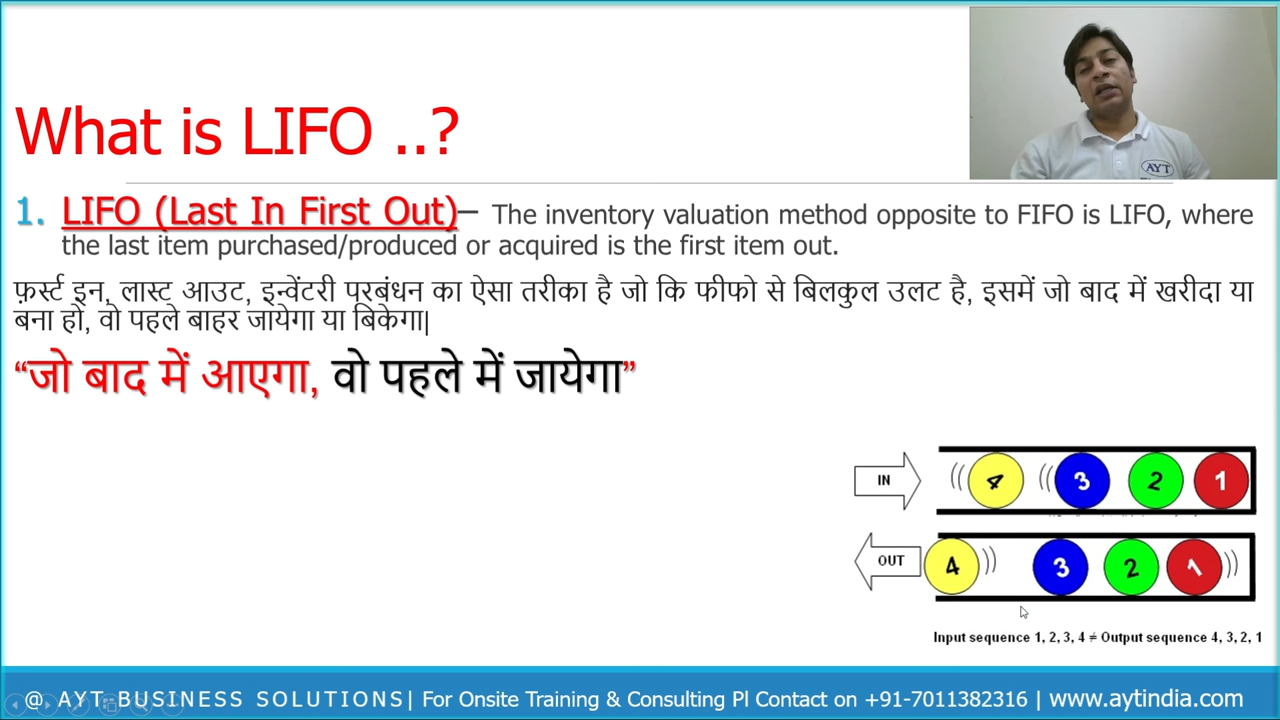 What is LIFO ..?
1. LIFO (Last In First Out)– The inventory valuation method opposite to FIFO is LIFO, where
the last item purchased/produced or acquired is the first item out.
फ़र्स्ट इन, लास्ट आउट, इन्वेंटरी परबंधन का ऐसा तरीका है जो कि फीफो से बिलकुल उलट है, इसमें जो बाद में खरीदा या
बना हो, वो पहले बाहर जायेगा या बिकेगा|
“जो बाद में आएगा, वो पहले में जायेगा”
AYT
IN 4 3 2 1
OUT 4 3 2 1
Input sequence 1, 2, 3, 4 ≠ Output sequence 4, 3, 2, 1
@ AYT BUSINESS SOLUTIONS| For Onsite Training & Consulting Pl Contact on +91-7011382316 | www.aytindia.com